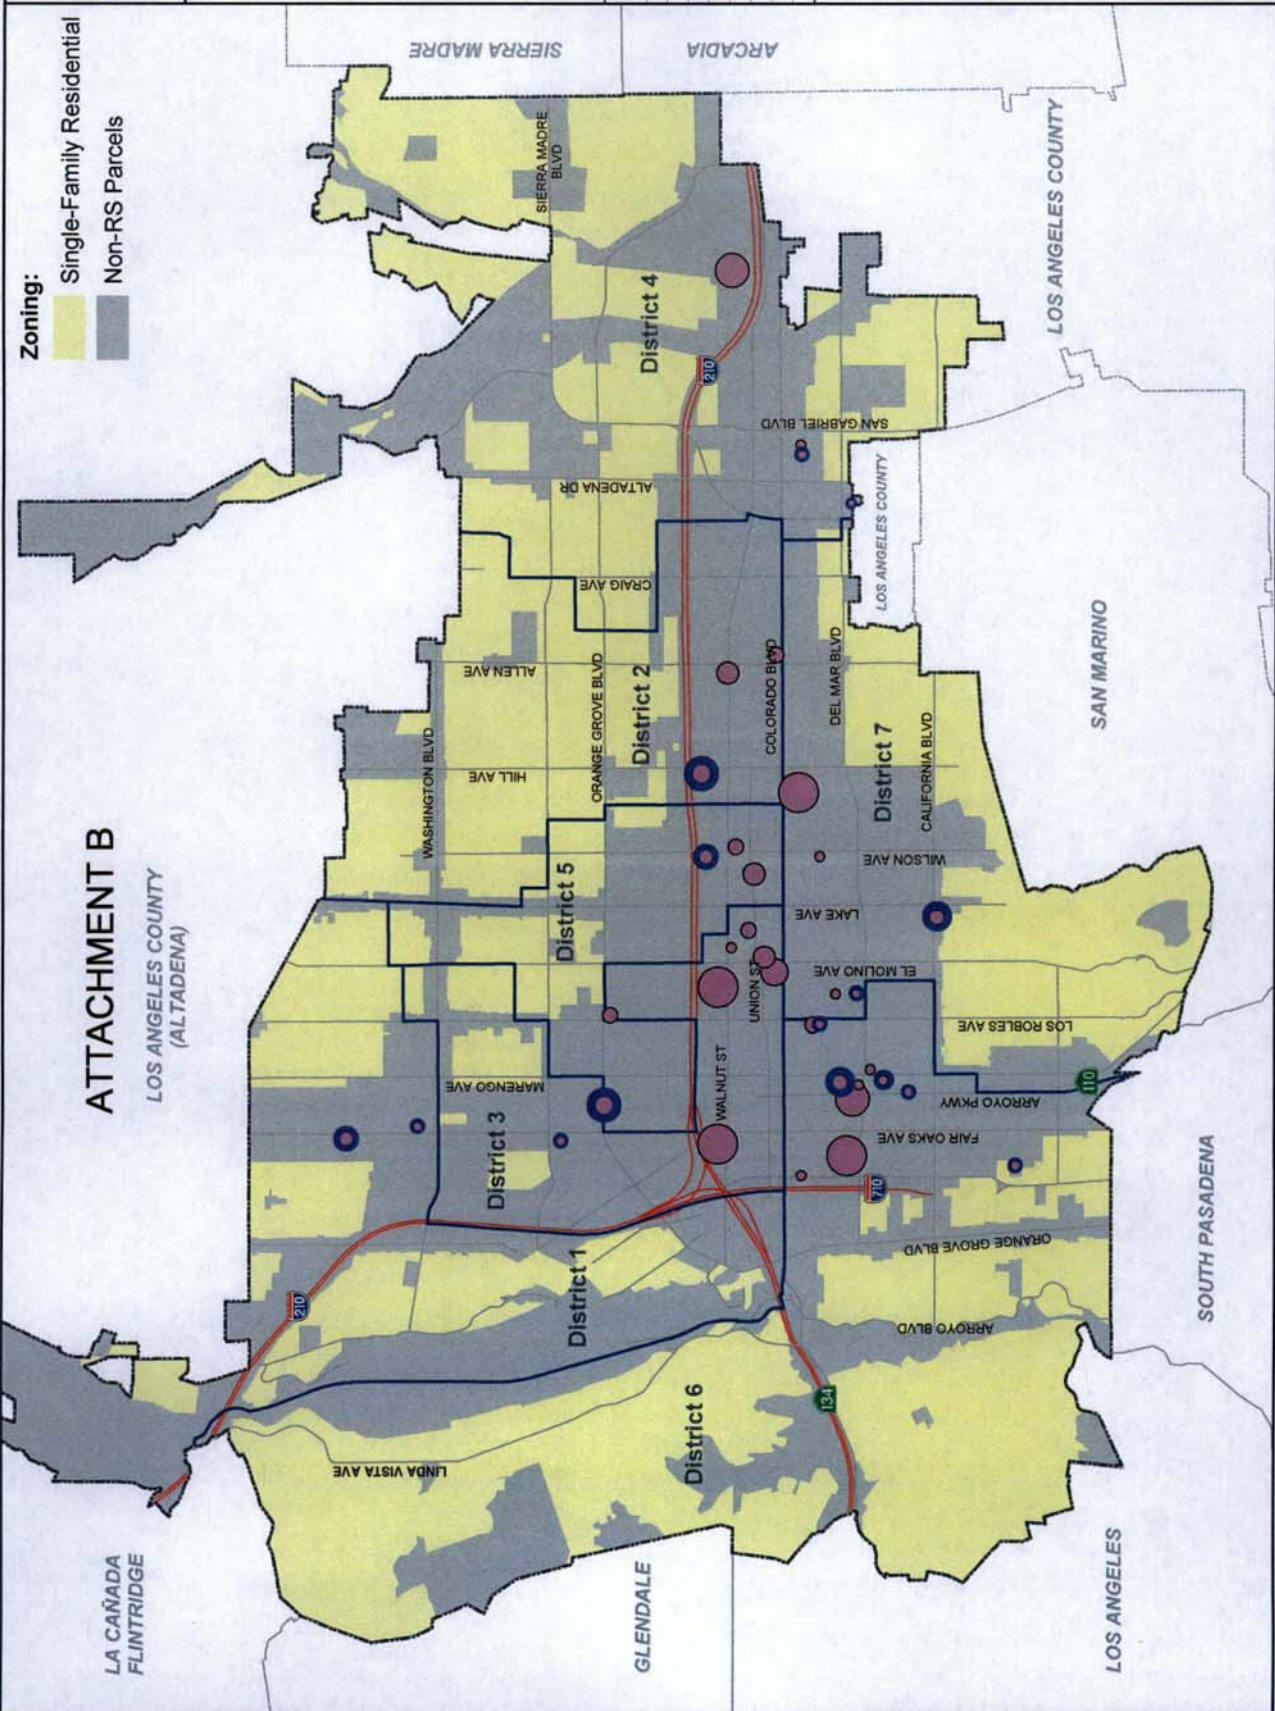 ATTACHMENT B
Zoning:
Single-Family Residential
Non-RS Parcels
LA CAÑADA
FLINTRIDGE
LOS ANGELES COUNTY
(ALTADENA)
SIERRA MADRE
ARCADIA
GLENDALE
LOS ANGELES
SOUTH PASADENA
SAN MARINO
LOS ANGELES COUNTY
LOS ANGELES COUNTY
District 1
District 2
District 3
District 4
District 5
District 6
District 7
LINDA VISTA AVE
WASHINGTON BLVD
ORANGE GROVE BLVD
SIERRA MADRE
BLVD
MARENGO AVE
HILL AVE
ALLEN AVE
CRAIG AVE
ALTADENA DR
WALNUT ST
UNION ST
COLORADO BLVD
DEL MAR BLVD
CALIFORNIA BLVD
SAN GABRIEL BLVD
WILSON AVE
LAKE AVE
EL MOLINO AVE
LOS ROBLES AVE
ARROYO PKWY
FAIR OAKS AVE
ORANGE GROVE BLVD
ARROYO BLVD
210
210
134
710
110